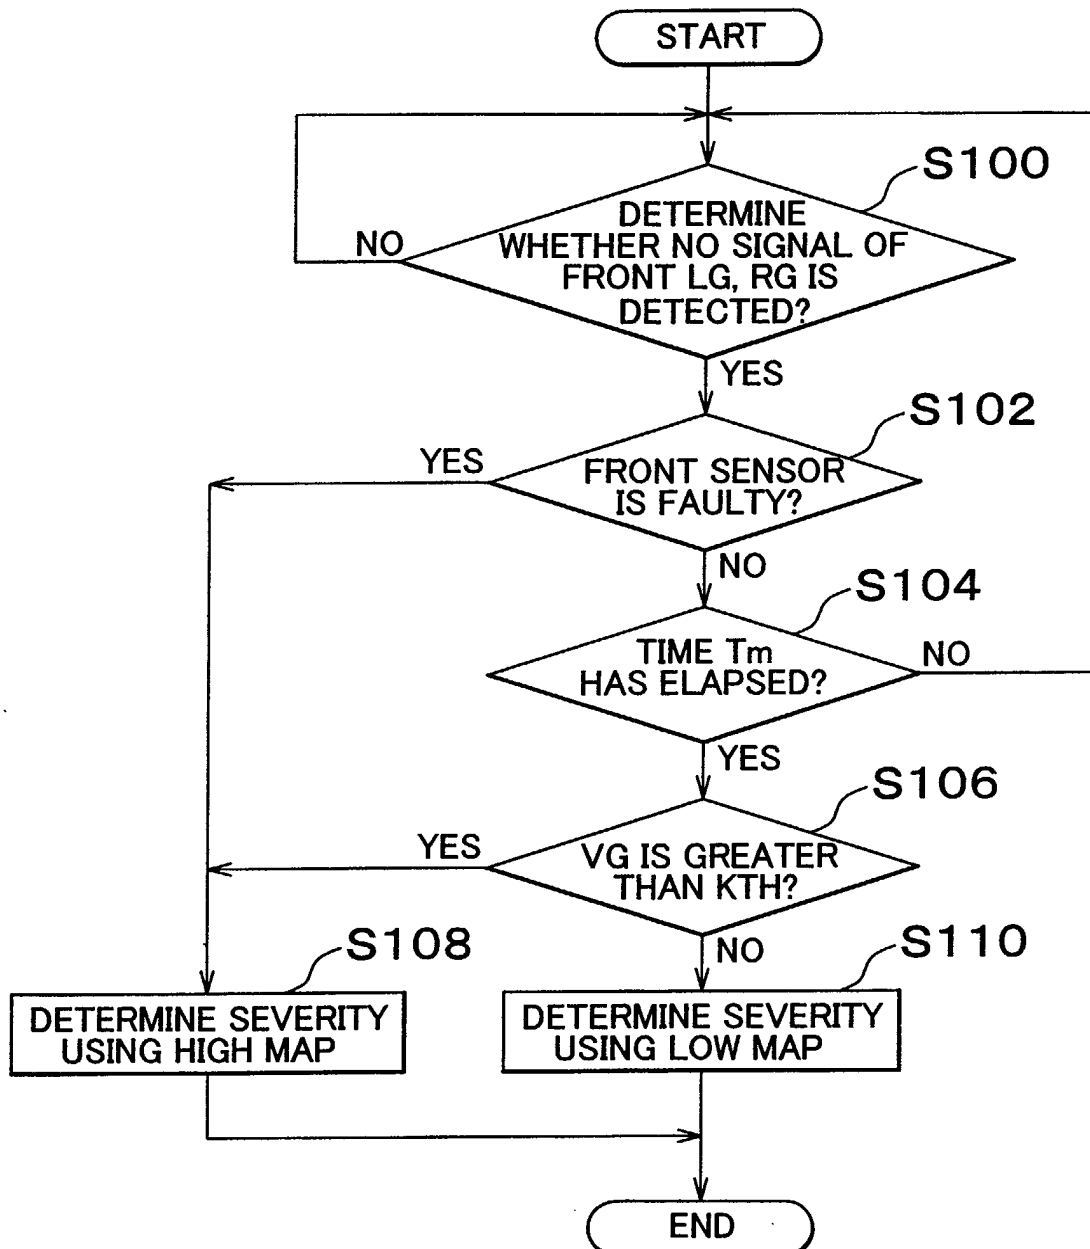 START
S100
DETERMINE
WHETHER NO SIGNAL OF
FRONT LG, RG IS
DETECTED?
NO
YES
S102
YES
FRONT SENSOR
IS FAULTY?
NO
S104
TIME Tm
HAS ELAPSED?
NO
YES
S106
YES
VG IS GREATER
THAN KTH?
NO
S108
S110
DETERMINE SEVERITY
USING HIGH MAP
DETERMINE SEVERITY
USING LOW MAP
END